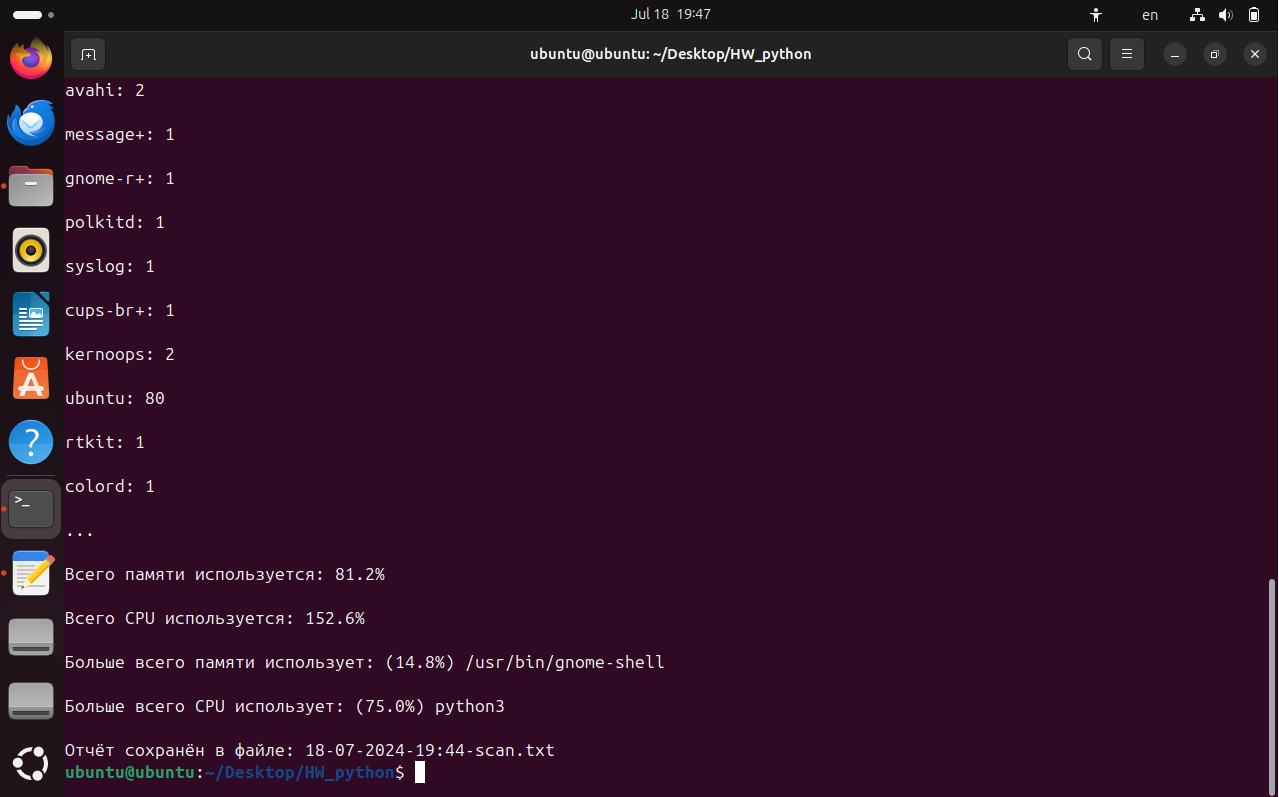 Jul 18 19:47
en
ubuntu@ubuntu: ~/Desktop/HW_python
avahi: 2
message+: 1
gnome-r+: 1
polkitd: 1
syslog: 1
cups-br+: 1
kernoops: 2
ubuntu: 80
rtkit: 1
colord: 1
...
Всего памяти используется: 81.2%
Всего CPU используется: 152.6%
Больше всего памяти использует: (14.8%) /usr/bin/gnome-shell
Больше всего CPU использует: (75.0%) python3
Отчёт сохранён в файле: 18-07-2024-19:44-scan.txt
ubuntu@ubuntu:~/Desktop/HW_python$